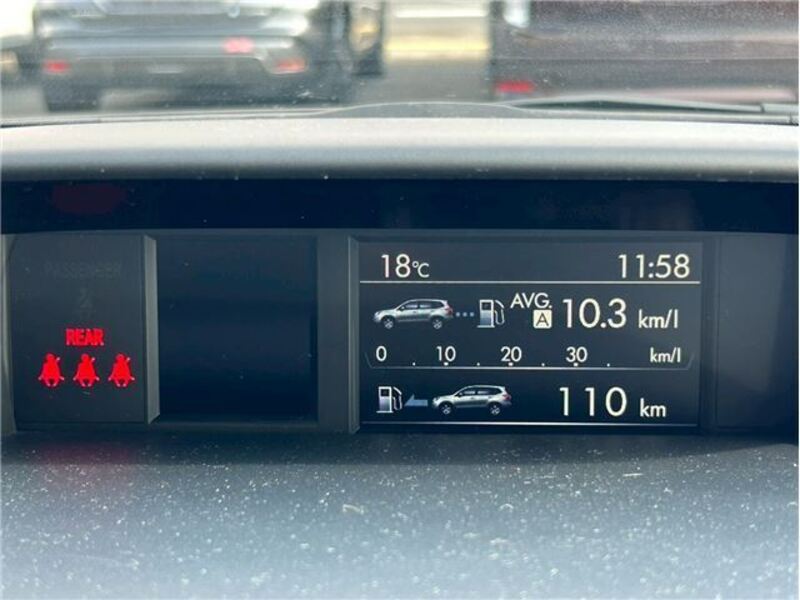 PASSENGER
REAR
18°C 11:58
AVG. A 10.3 km/l
0 10 20 30 km/l
110 km